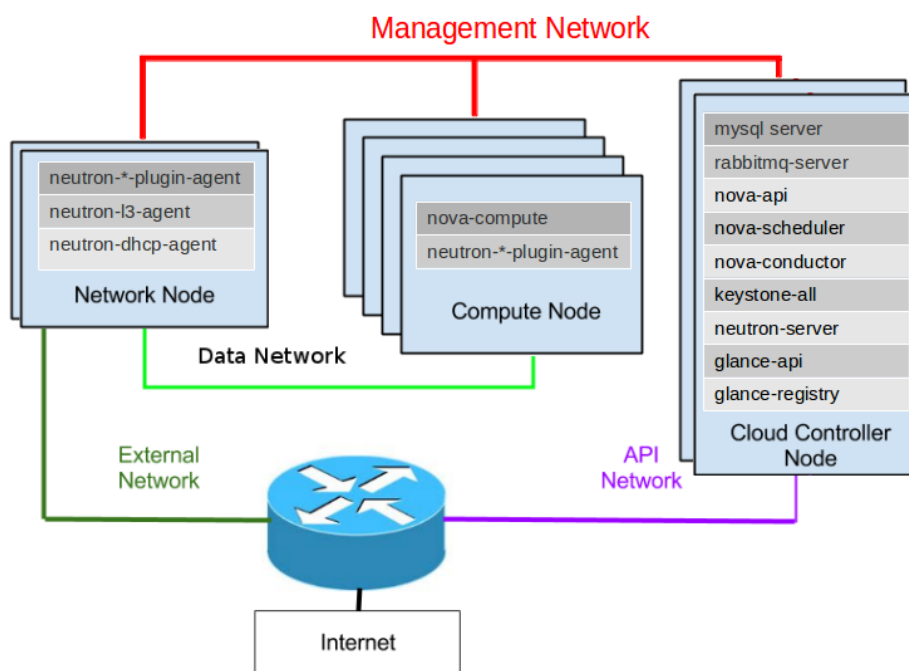 Management Network
neutron-*-plugin-agent
neutron-l3-agent
neutron-dhcp-agent
Network Node
nova-compute
neutron-*-plugin-agent
Compute Node
mysql server
rabbitmq-server
nova-api
nova-scheduler
nova-conductor
keystone-all
neutron-server
glance-api
glance-registry
Cloud Controller
Node
Data Network
External
Network
API
Network
Internet